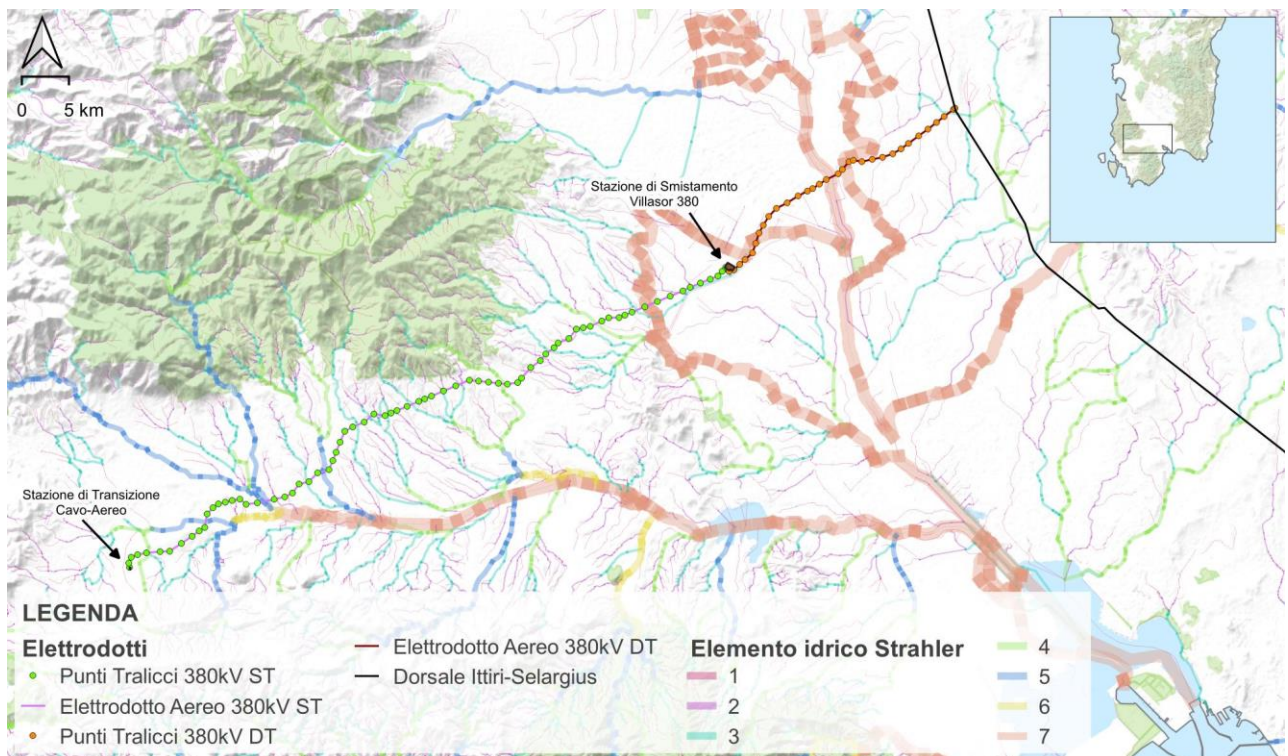 0 5 km
Stazione di Smistamento
Villasor 380
Stazione di Transizione
Cavo-Aereo
LEGENDA
Elettrodotti
Punti Tralicci 380kV ST
Elettrodotto Aereo 380kV ST
Punti Tralicci 380kV DT
Elettrodotto Aereo 380kV DT
Dorsale Ittiri-Selargius
Elemento idrico Strahler
1
2
3
4
5
6
7